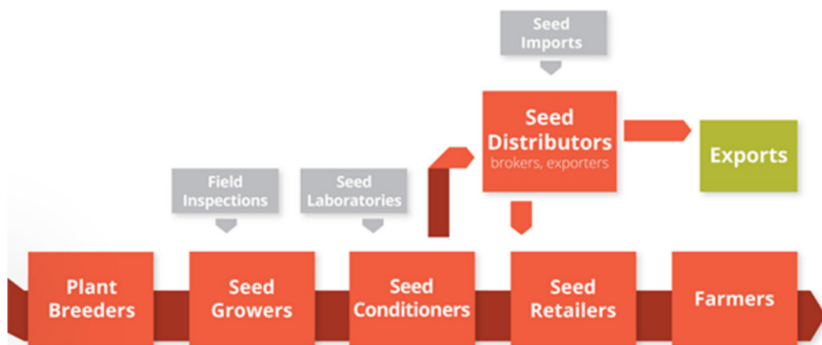 Seed
Imports
Seed
Distributors
brokers, exporters
Exports
Field
Inspections
Seed
Laboratories
Plant
Breeders
Seed
Growers
Seed
Conditioners
Seed
Retailers
Farmers